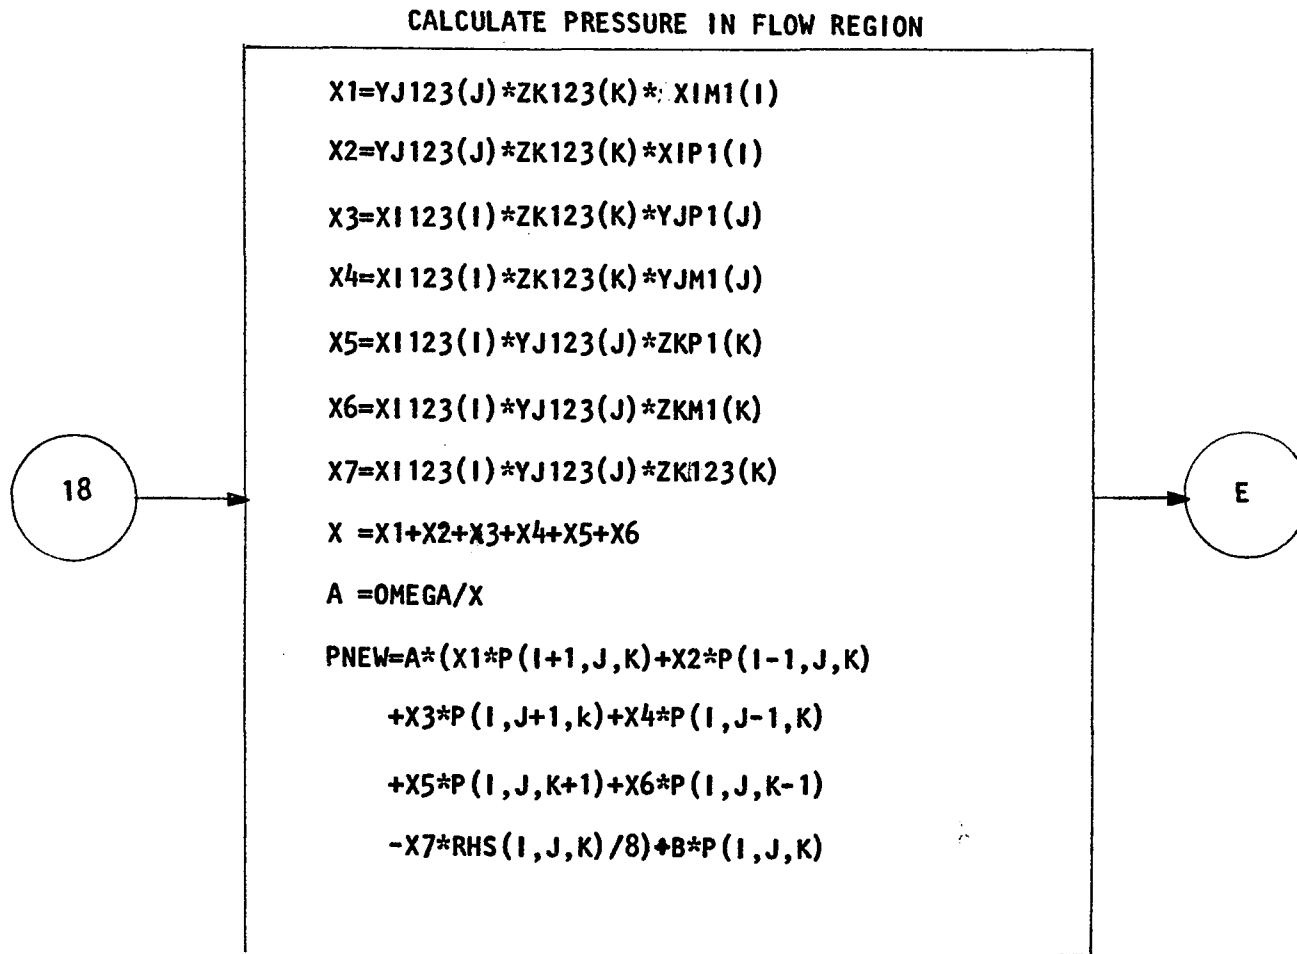 CALCULATE PRESSURE IN FLOW REGION
X1=YJ123(J)*ZK123(K)* XIM1(I)
X2=YJ123(J)*ZK123(K)*XIP1(I)
X3=XI123(I)*ZK123(K)*YJP1(J)
X4=XI123(I)*ZK123(K)*YJM1(J)
X5=XI123(I)*YJ123(J)*ZKP1(K)
X6=XI123(I)*YJ123(J)*ZKM1(K)
X7=XI123(I)*YJ123(J)*ZK123(K)
18
E
X =X1+X2+X3+X4+X5+X6
A =OMEGA/X
PNEW=A*(X1*P(I+1,J,K)+X2*P(I-1,J,K)
+X3*P(I,J+1,k)+X4*P(I,J-1,K)
+X5*P(I,J,K+1)+X6*P(I,J,K-1)
-X7*RHS(I,J,K)/8)+B*P(I,J,K)